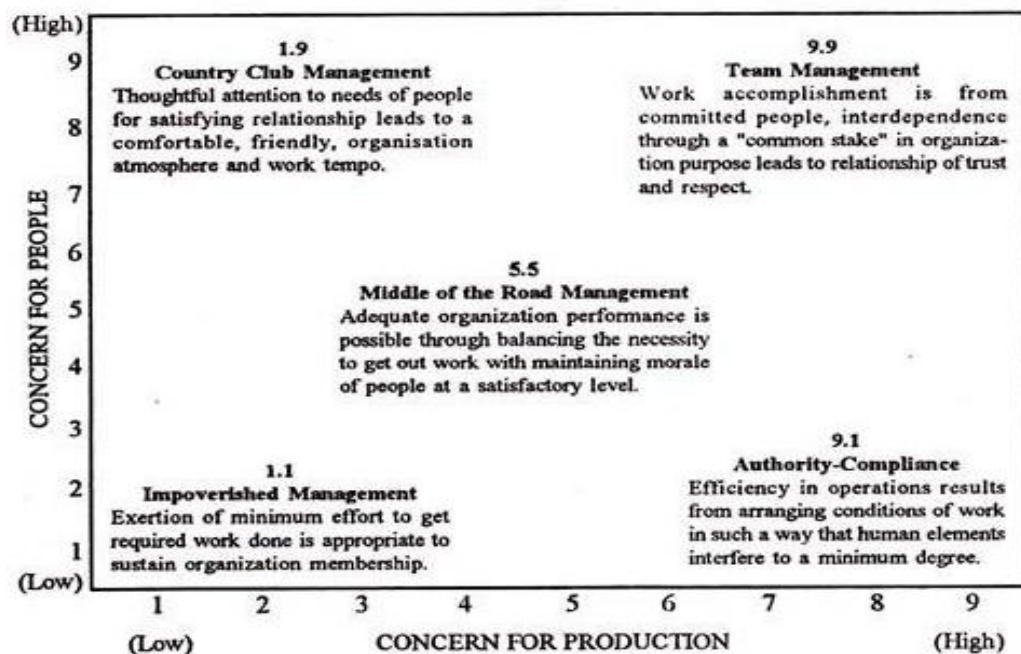 (High)
9
8
7
6
5
4
3
2
1
(Low)
CONCERN FOR PEOPLE
1.9
Country Club Management
Thoughtful attention to needs of people
for satisfying relationship leads to a
comfortable, friendly, organisation
atmosphere and work tempo.
9.9
Team Management
Work accomplishment is from
committed people, interdependence
through a "common stake" in organiza-
tion purpose leads to relationship of trust
and respect.
5.5
Middle of the Road Management
Adequate organization performance is
possible through balancing the necessity
to get out work with maintaining morale
of people at a satisfactory level.
1.1
Impoverished Management
Exertion of minimum effort to get
required work done is appropriate to
sustain organization membership.
9.1
Authority-Compliance
Efficiency in operations results
from arranging conditions of work
in such a way that human elements
interfere to a minimum degree.
1 2 3 4 5 6 7 8 9
(Low) CONCERN FOR PRODUCTION (High)